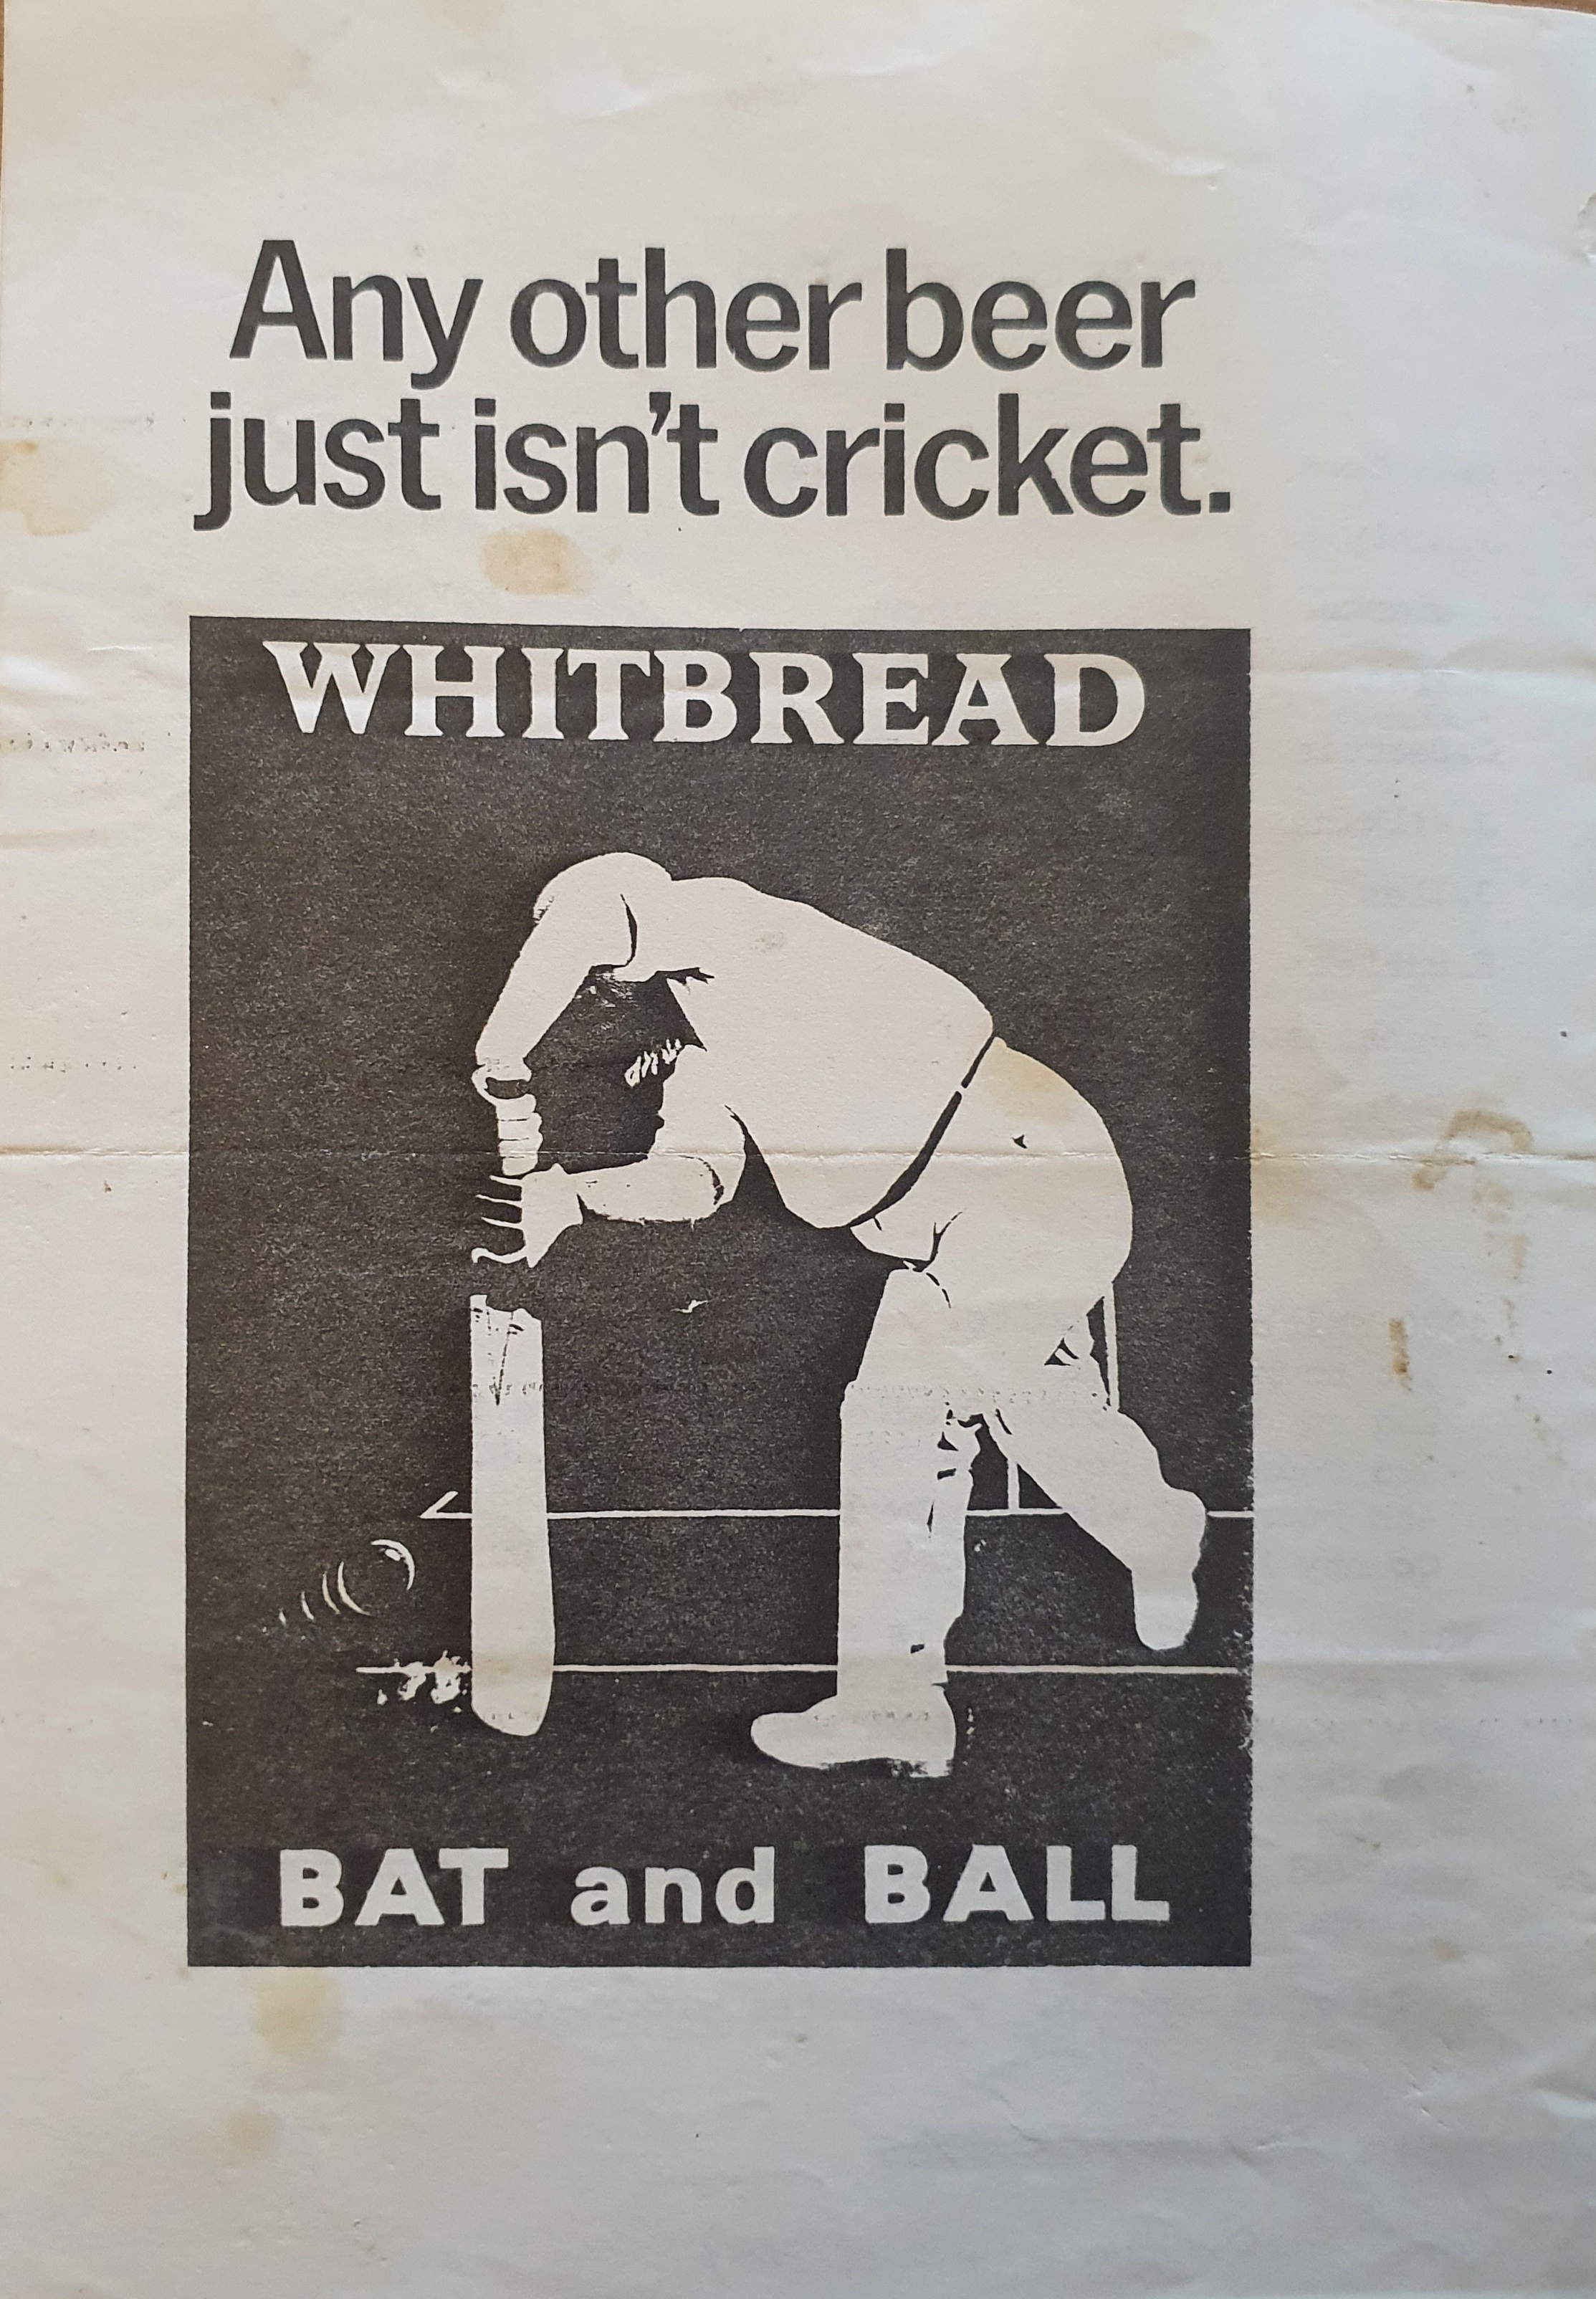 Any other beer
just isn't cricket.
WHITBREAD
BAT and BALL